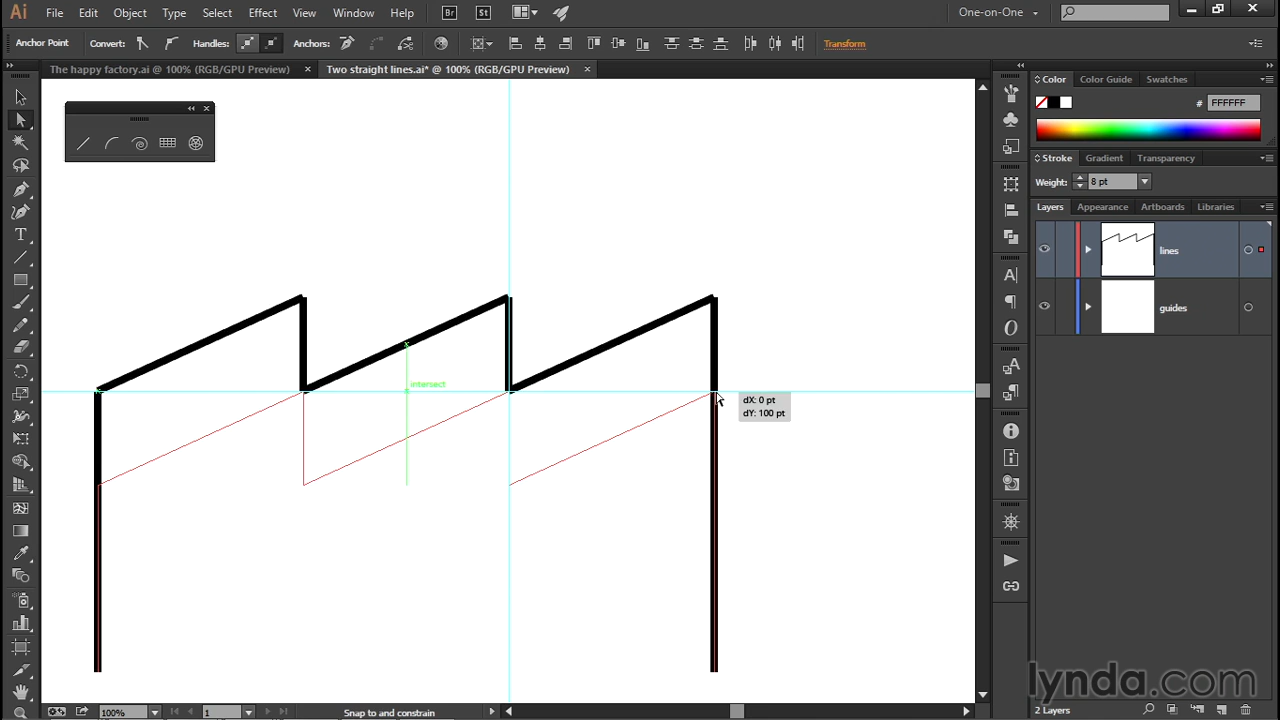 Ai File Edit Object Type Select Effect View Window Help Br St One-on-One
Anchor Point Convert: Handles: Anchors: Transform
The happy factory.ai @ 100% (RGB/GPU Preview) × Two straight lines.ai* @ 100% (RGB/GPU Preview) ×
Color Color Guide Swatches
# FFFFFF
Stroke Gradient Transparency
Weight: 8 pt
Layers Appearance Artboards Libraries
lines
guides
intersect
dX: 0 pt
dY: 100 pt
lynda.com
100% 1 Snap to and constrain 2 Layers